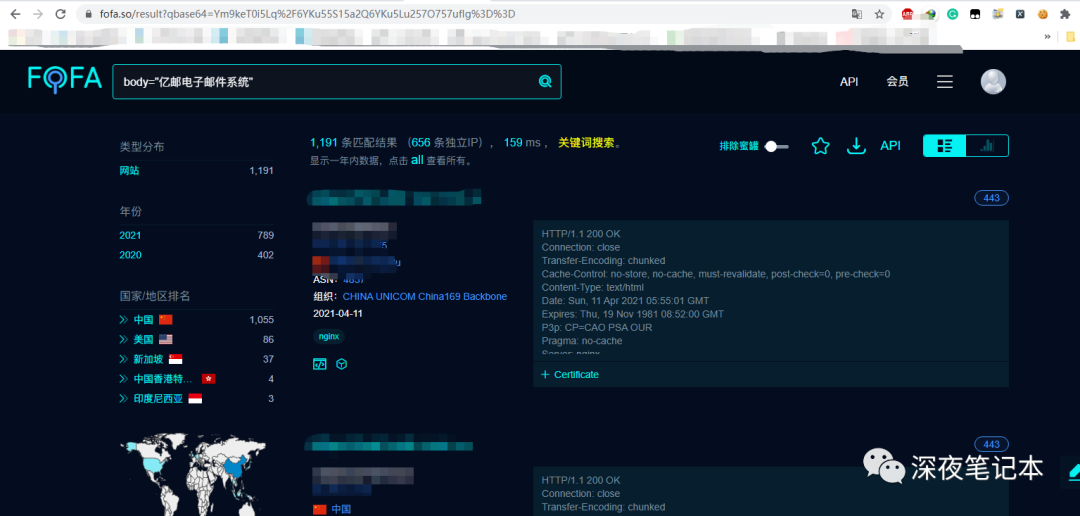 fofa.so/result?qbase64=Ym9keT0i5Lq%2F6YKu55S15a2Q6YKu5Lu257O757ufIg%3D%3D
FOFA
body="亿邮电子邮件系统"
API
会员
类型分布
网站 1,191
年份
2021 789
2020 402
国家/地区排名
中国 1,055
美国 86
新加坡 37
中国香港特... 4
印度尼西亚 3
1,191 条匹配结果 （656 条独立IP）， 159 ms ， 关键词搜索。
显示一年内数据，点击 all 查看所有。
排除蜜罐
API
443
ASN: 4837
组织: CHINA UNICOM China169 Backbone
2021-04-11
nginx
HTTP/1.1 200 OK
Connection: close
Transfer-Encoding: chunked
Cache-Control: no-store, no-cache, must-revalidate, post-check=0, pre-check=0
Content-Type: text/html
Date: Sun, 11 Apr 2021 05:55:01 GMT
Expires: Thu, 19 Nov 1981 08:52:00 GMT
P3p: CP=CAO PSA OUR
Pragma: no-cache
Server: nginx
+ Certificate
443
中国
HTTP/1.1 200 OK
Connection: close
Transfer-Encoding: chunked
深夜笔记本